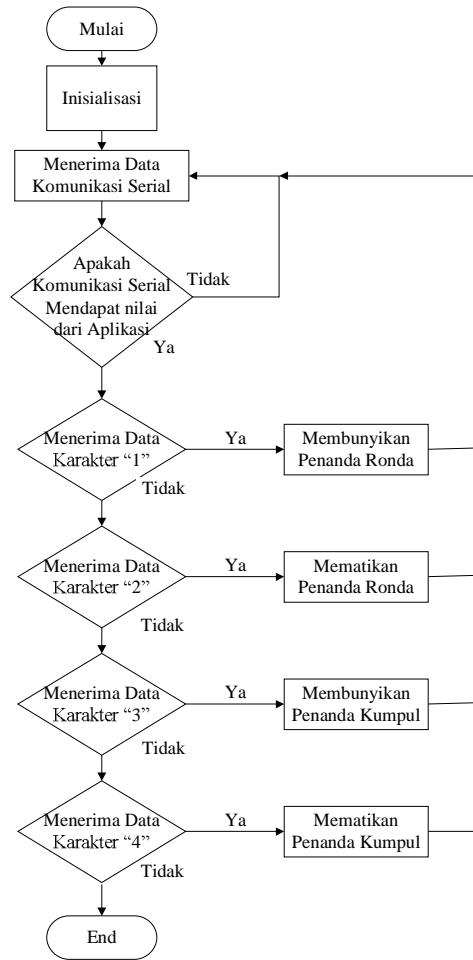 Mulai
Inisialisasi
Menerima Data
Komunikasi Serial
Apakah
Komunikasi Serial
Mendapat nilai
dari Aplikasi
Tidak
Ya
Menerima Data
Karakter “1”
Ya
Membunyikan
Penanda Ronda
Tidak
Menerima Data
Karakter “2”
Ya
Mematikan
Penanda Ronda
Tidak
Menerima Data
Karakter “3”
Ya
Membunyikan
Penanda Kumpul
Tidak
Menerima Data
Karakter “4”
Ya
Mematikan
Penanda Kumpul
Tidak
End